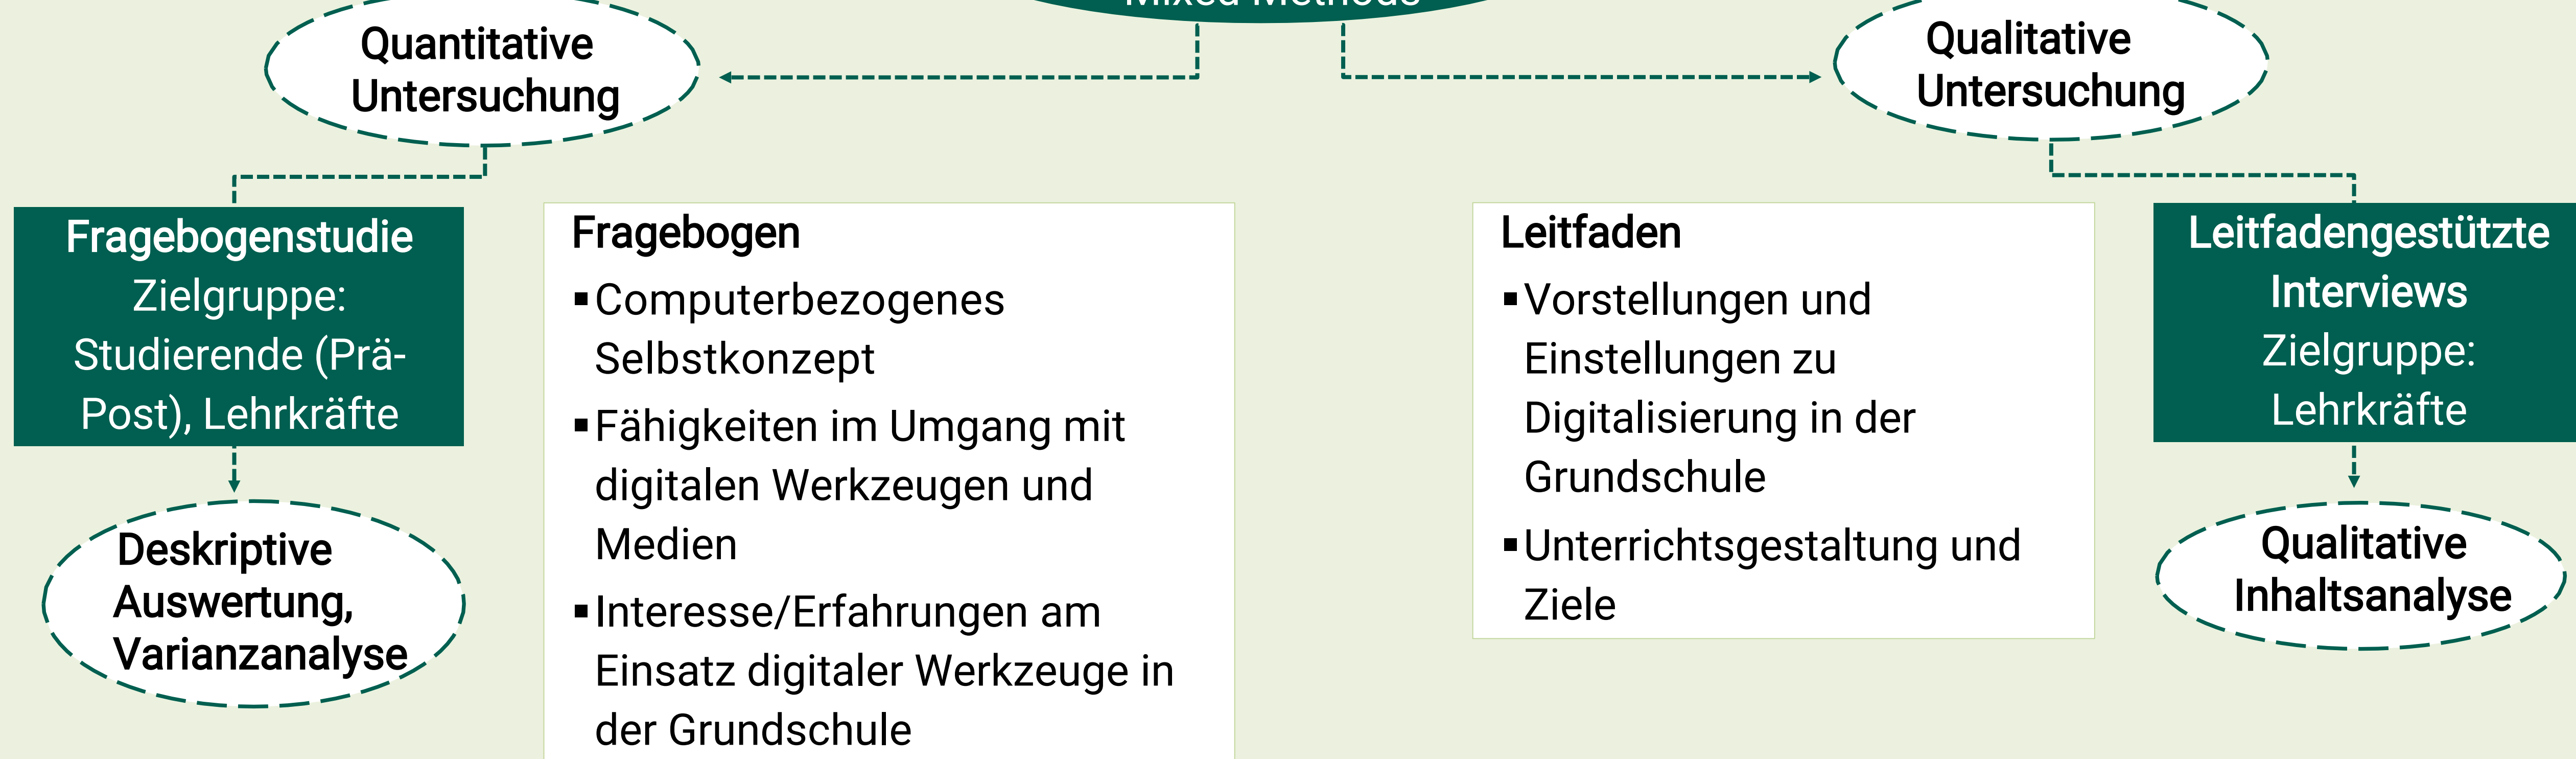 Mixed Methods
Quantitative
Untersuchung
Qualitative
Untersuchung
Fragebogenstudie
Zielgruppe:
Studierende (Prä-
Post), Lehrkräfte
Deskriptive
Auswertung,
Varianzanalyse
Fragebogen
▪Computerbezogenes
Selbstkonzept
▪Fähigkeiten im Umgang mit
digitalen Werkzeugen und
Medien
▪Interesse/Erfahrungen am
Einsatz digitaler Werkzeuge in
der Grundschule
Leitfaden
▪Vorstellungen und
Einstellungen zu
Digitalisierung in der
Grundschule
▪Unterrichtsgestaltung und
Ziele
Leitfadengestützte
Interviews
Zielgruppe:
Lehrkräfte
Qualitative
Inhaltsanalyse